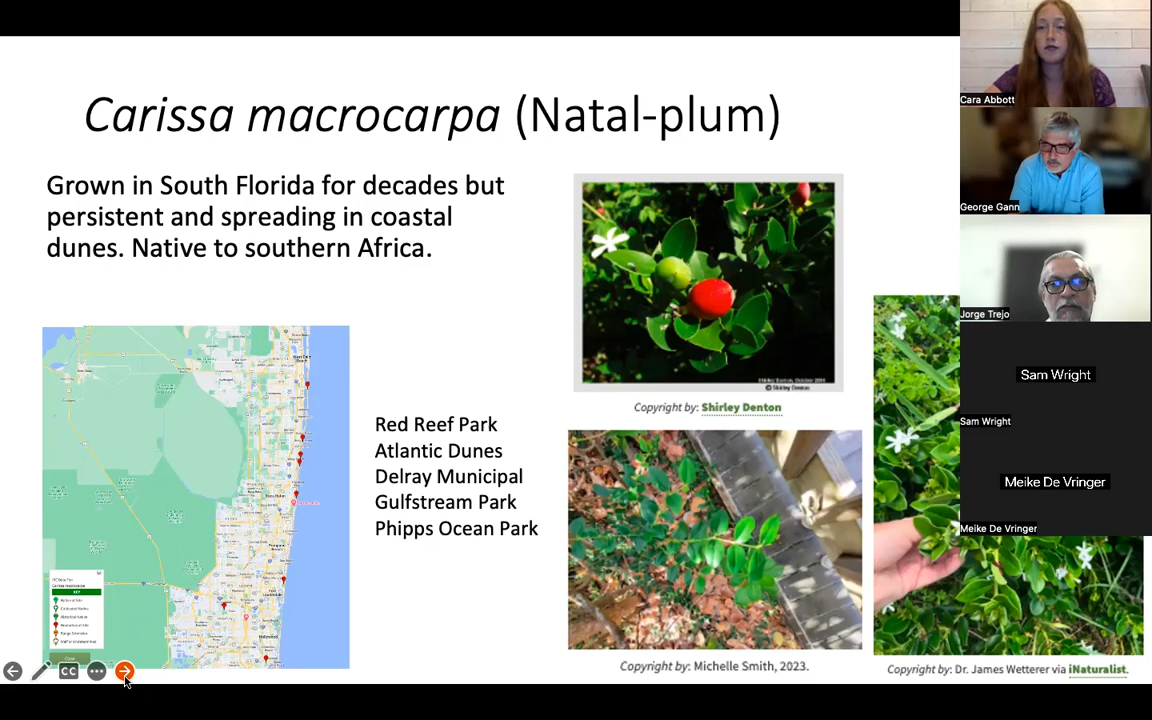 Carissa macrocarpa (Natal-plum)
Grown in South Florida for decades but
persistent and spreading in coastal
dunes. Native to southern Africa.
Red Reef Park
Atlantic Dunes
Delray Municipal
Gulfstream Park
Phipps Ocean Park
Copyright by: Shirley Denton
Copyright by: Michelle Smith, 2023.
Copyright by: Dr. James Wetterer via iNaturalist.
CC
Cara Abbott
George Gann
Jorge Trejo
Sam Wright
Sam Wright
Meike De Vringer
Meike De Vringer